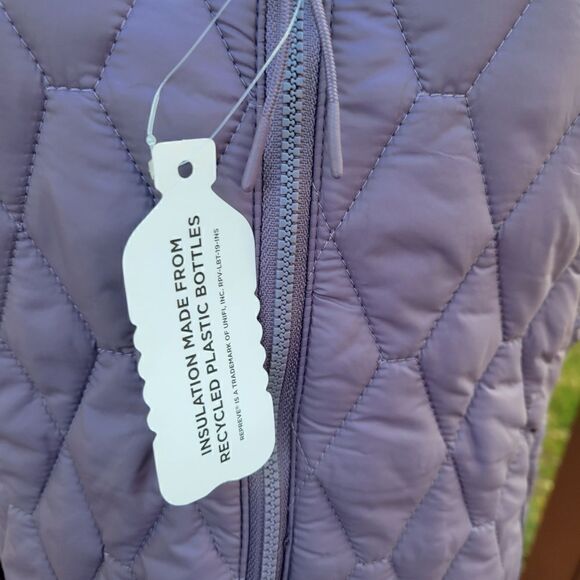 INSULATION MADE FROM
RECYCLED PLASTIC BOTTLES
REPREVE® IS A TRADEMARK OF UNIFI, INC. RPV-LBT-19-INS